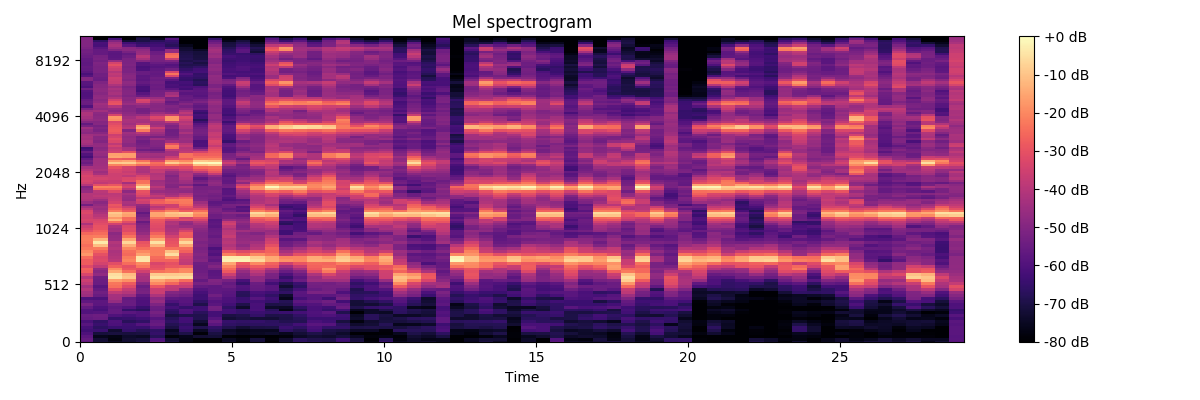 Mel spectrogram
+0 dB
8192
-10 dB
-20 dB
4096
-30 dB
Hz
2048
-40 dB
-50 dB
1024
-60 dB
512
-70 dB
0
-80 dB
0 5 10 15 20 25
Time